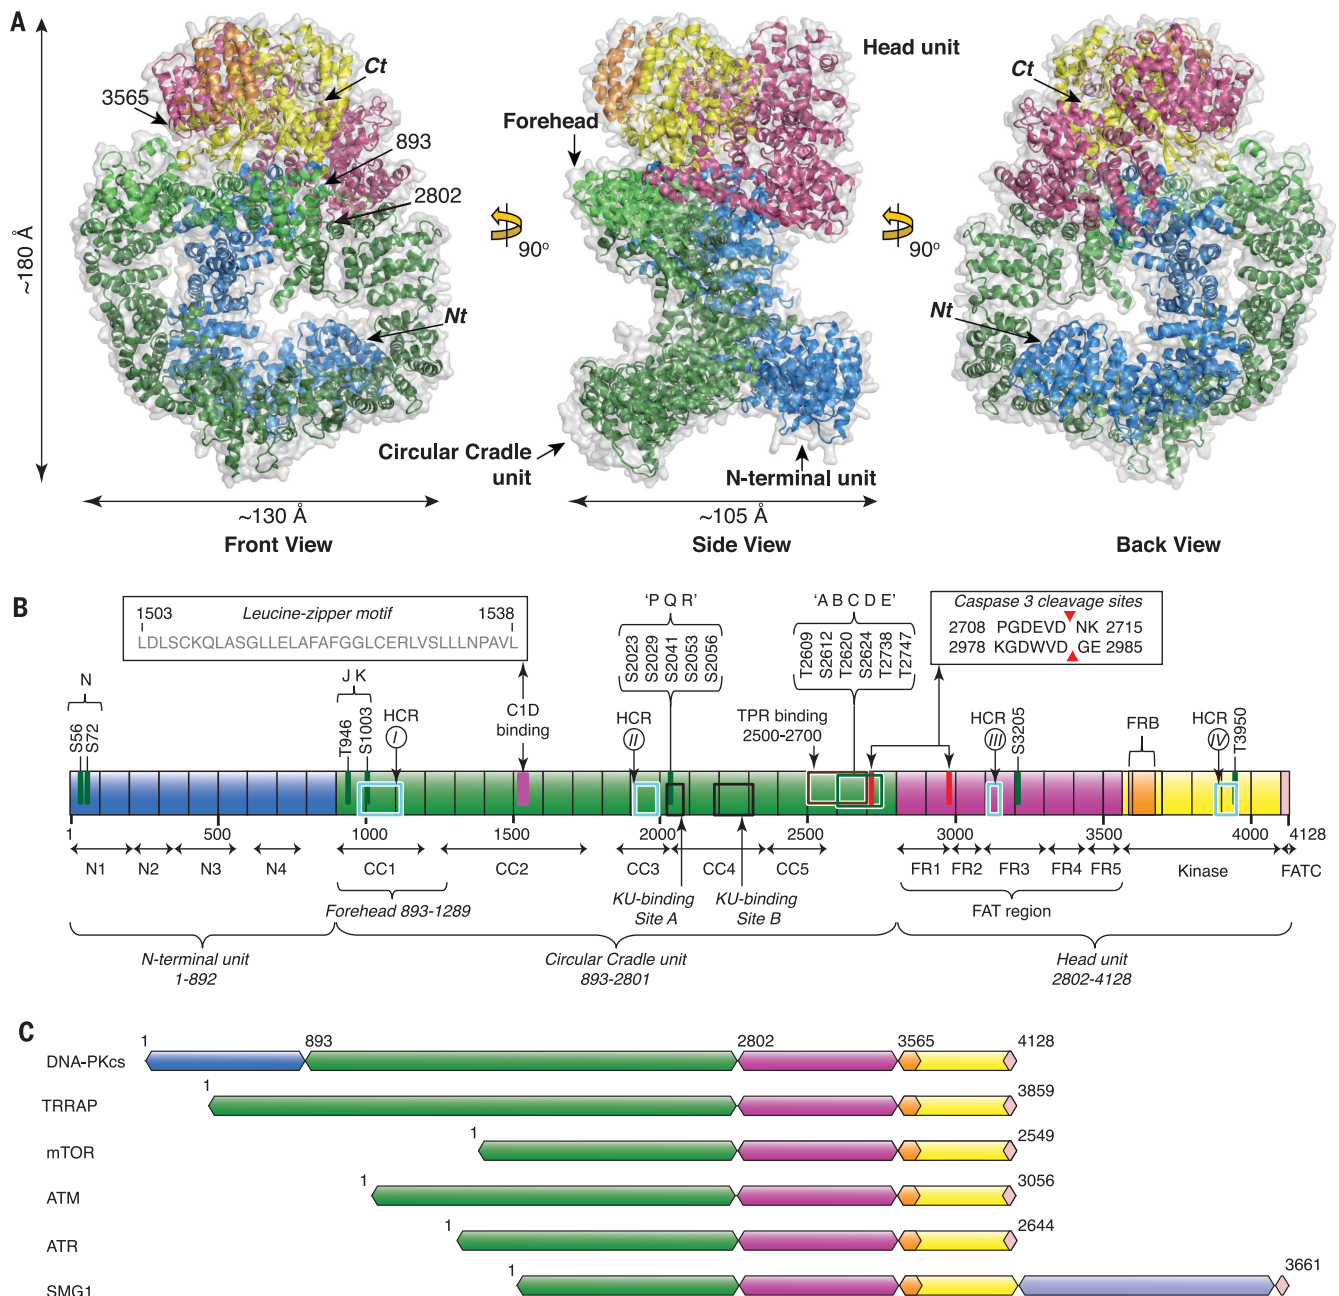 A
~180 Å
3565
Ct
893
2802
Nt
~130 Å
Front View
90º
Forehead
Head unit
Circular Cradle
unit
N-terminal unit
~105 Å
Side View
90º
Ct
Nt
Back View
B
1503 Leucine-zipper motif 1538
LDLSCKQLASGLLELAFAFGGLCERLVSLLLNPAVL
‘P Q R’
S2023
S2029
S2041
S2053
S2056
‘A B C D E’
T2609
S2612
T2620
S2624
T2738
T2747
Caspase 3 cleavage sites
2708 PGDEVD NK 2715
2978 KGDWVD GE 2985
N
S56
S72
J K
T946
S1003
HCR
I
C1D
binding
HCR
II
TPR binding
2500-2700
HCR
III
S3205
FRB
HCR
IV
T3950
1 500 1000 1500 2000 2500 3000 3500 4000 4128
N1 N2 N3 N4 CC1 CC2 CC3 CC4 CC5 FR1 FR2 FR3 FR4 FR5 Kinase FATC
Forehead 893-1289
KU-binding
Site A
KU-binding
Site B
FAT region
N-terminal unit
1-892
Circular Cradle unit
893-2801
Head unit
2802-4128
C
1 893 2802 3565 4128
DNA-PKcs
1 3859
TRRAP
1 2549
mTOR
1 3056
ATM
1 2644
ATR
1 3661
SMG1